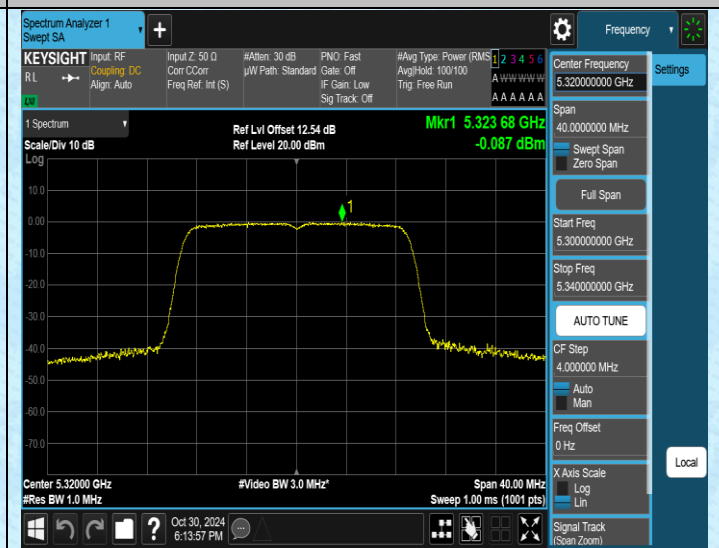 Spectrum Analyzer 1
Swept SA
+
Frequency
KEYSIGHT
RL
LXI
Input: RF
Coupling: DC
Align: Auto
Input Z: 50 Ω
Corr CCorr
Freq Ref: Int (S)
#Atten: 30 dB
µW Path: Standard
PNO: Fast
Gate: Off
IF Gain: Low
Sig Track: Off
#Avg Type: Power (RMS
Avg|Hold: 100/100
Trig: Free Run
1 2 3 4 5 6
A W W W W W
A A A A A A
1 Spectrum
Scale/Div 10 dB
Log
Ref Lvl Offset 12.54 dB
Ref Level 20.00 dBm
Mkr1 5.323 68 GHz
-0.087 dBm
1
10.0
0.00
-10.0
-20.0
-30.0
-40.0
-50.0
-60.0
-70.0
Center 5.32000 GHz
#Res BW 1.0 MHz
#Video BW 3.0 MHz*
Span 40.00 MHz
Sweep 1.00 ms (1001 pts)
?
Oct 30, 2024
6:13:57 PM
Center Frequency
5.320000000 GHz
Span
40.0000000 MHz
Swept Span
Zero Span
Full Span
Start Freq
5.300000000 GHz
Stop Freq
5.340000000 GHz
AUTO TUNE
CF Step
4.000000 MHz
Auto
Man
Freq Offset
0 Hz
X Axis Scale
Log
Lin
Signal Track
(Span Zoom)
Settings
Local